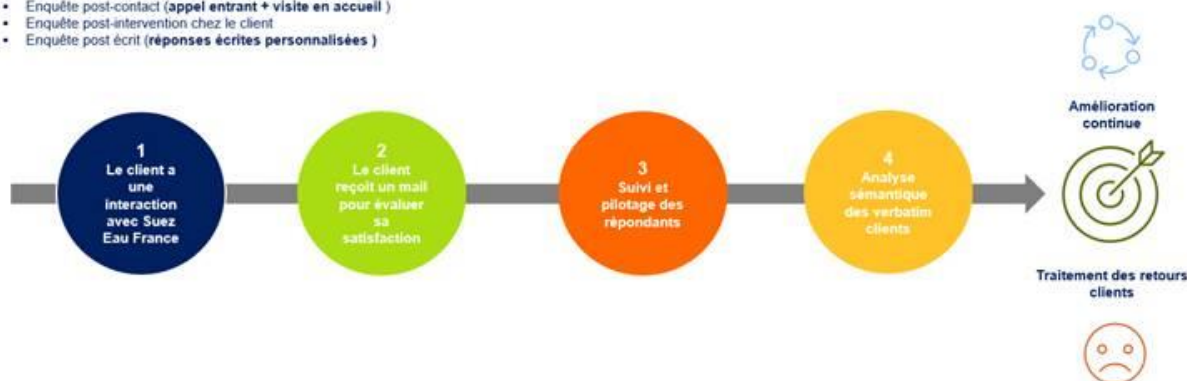 Enquête post-contact (appel entrant + visite en accueil )
Enquête post-intervention chez le client
Enquête post écrit (réponses écrites personnalisées )
1
Le client a
une
interaction
avec Suez
Eau France
2
Le client
reçoit un mail
pour évaluer
sa
satisfaction
3
Suivi et
pilotage des
répondants
4
Analyse
sémantique
des verbatim
clients
Amélioration
continue
Traitement des retours
clients